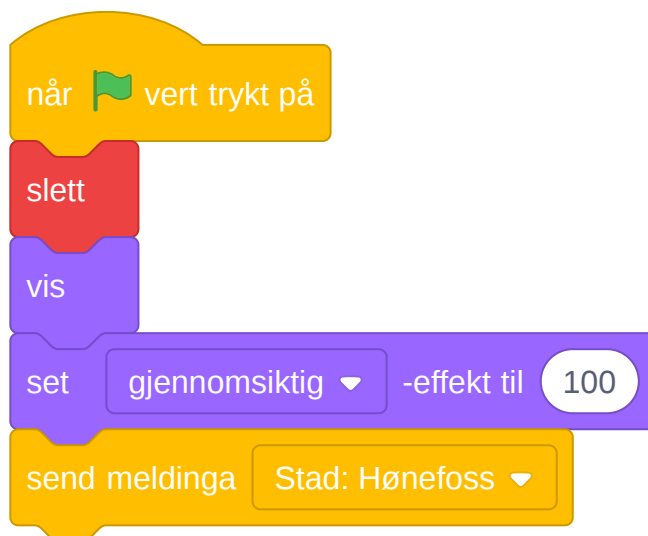 når vert trykt på
slett
vis
set gjennomsiktig -effekt til 100
send meldinga Stad: Hønefoss